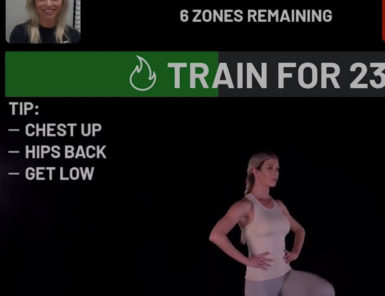 6 ZONES REMAINING
TRAIN FOR 23
TIP:
– CHEST UP
– HIPS BACK
– GET LOW